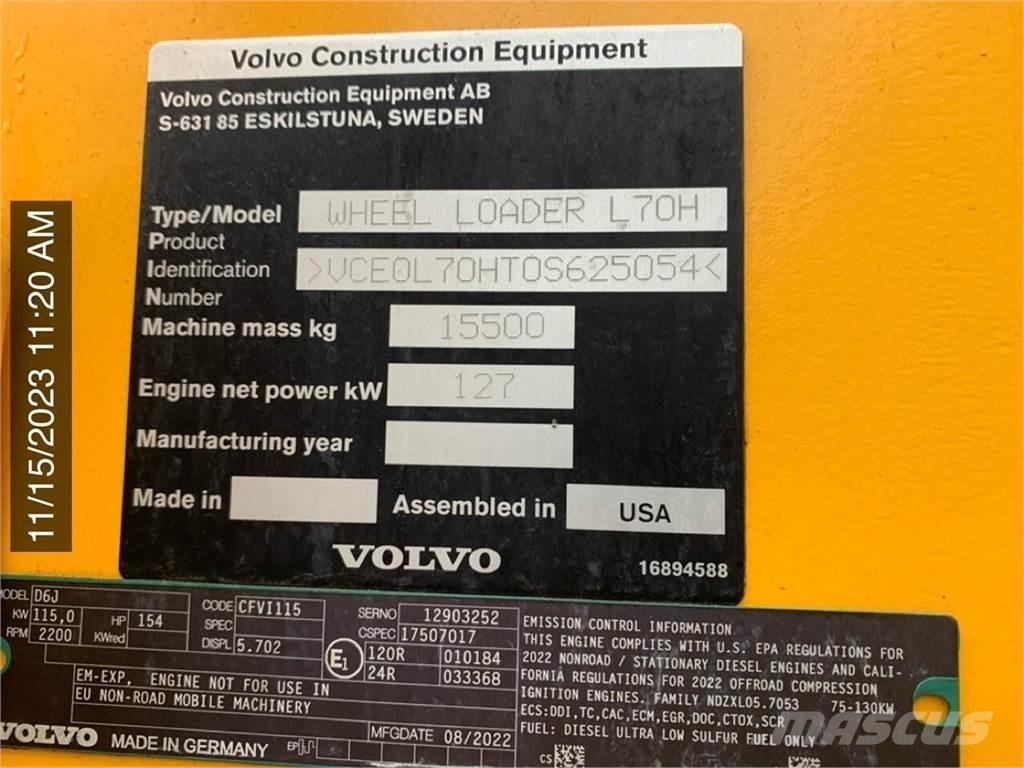 Volvo Construction Equipment
Volvo Construction Equipment AB
S-631 85 ESKILSTUNA, SWEDEN
Type/Model WHEEL LOADER L70H
Product
Identification >VCE0L70HT0S625054<
Number
Machine mass kg 15500
Engine net power kW 127
Manufacturing year
Made in Assembled in USA
VOLVO 16894588
11/15/2023 11:20 AM
MODEL D6J CODE CFVI115 SERNO 12903252
KW 115,0 HP 154 SPEC CSPEC 17507017
RPM 2200 KWred DISPL 5.702 E1 120R 010184
24R 033368
EM-EXP, ENGINE NOT FOR USE IN
EU NON-ROAD MOBILE MACHINERY
VOLVO MADE IN GERMANY EP MFGDATE 08/2022
EMISSION CONTROL INFORMATION
THIS ENGINE COMPLIES WITH U.S. EPA REGULATIONS FOR
2022 NONROAD / STATIONARY DIESEL ENGINES AND CALI-
FORNIA REGULATIONS FOR 2022 OFFROAD COMPRESSION
IGNITION ENGINES. FAMILY NDZXL05.7053 75-130KW
ECS:DDI,TC,CAC,ECM,EGR,DOC,CTOX,SCR
FUEL: DIESEL ULTRA LOW SULFUR FUEL ONLY
CS
MASCUS